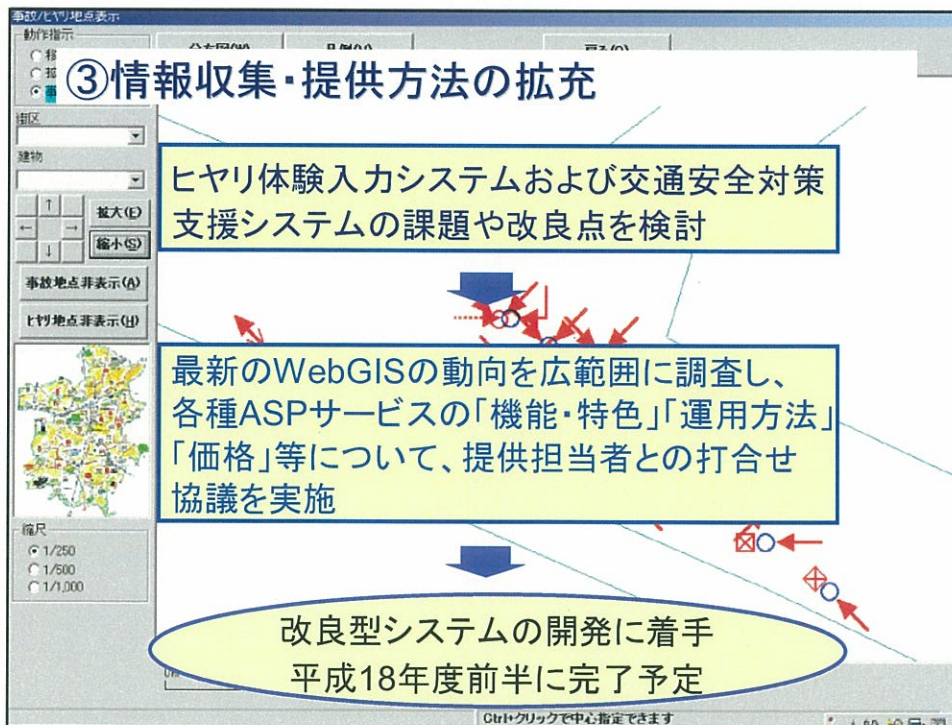 事故/ヒヤリ地点表示
動作指示
③情報収集・提供方法の拡充
街区
建物
ヒヤリ体験入力システムおよび交通安全対策
支援システムの課題や改良点を検討
↑
拡大(E)
← →
縮小(S)
↓
事故地点非表示(A)
ヒヤリ地点非表示(H)
最新のWebGISの動向を広範囲に調査し、
各種ASPサービスの「機能・特色」「運用方法」
「価格」等について、提供担当者との打合せ
協議を実施
縮尺
1/250
1/500
1/1,000
改良型システムの開発に着手
平成18年度前半に完了予定
Ctrl+クリックで中心指定できます